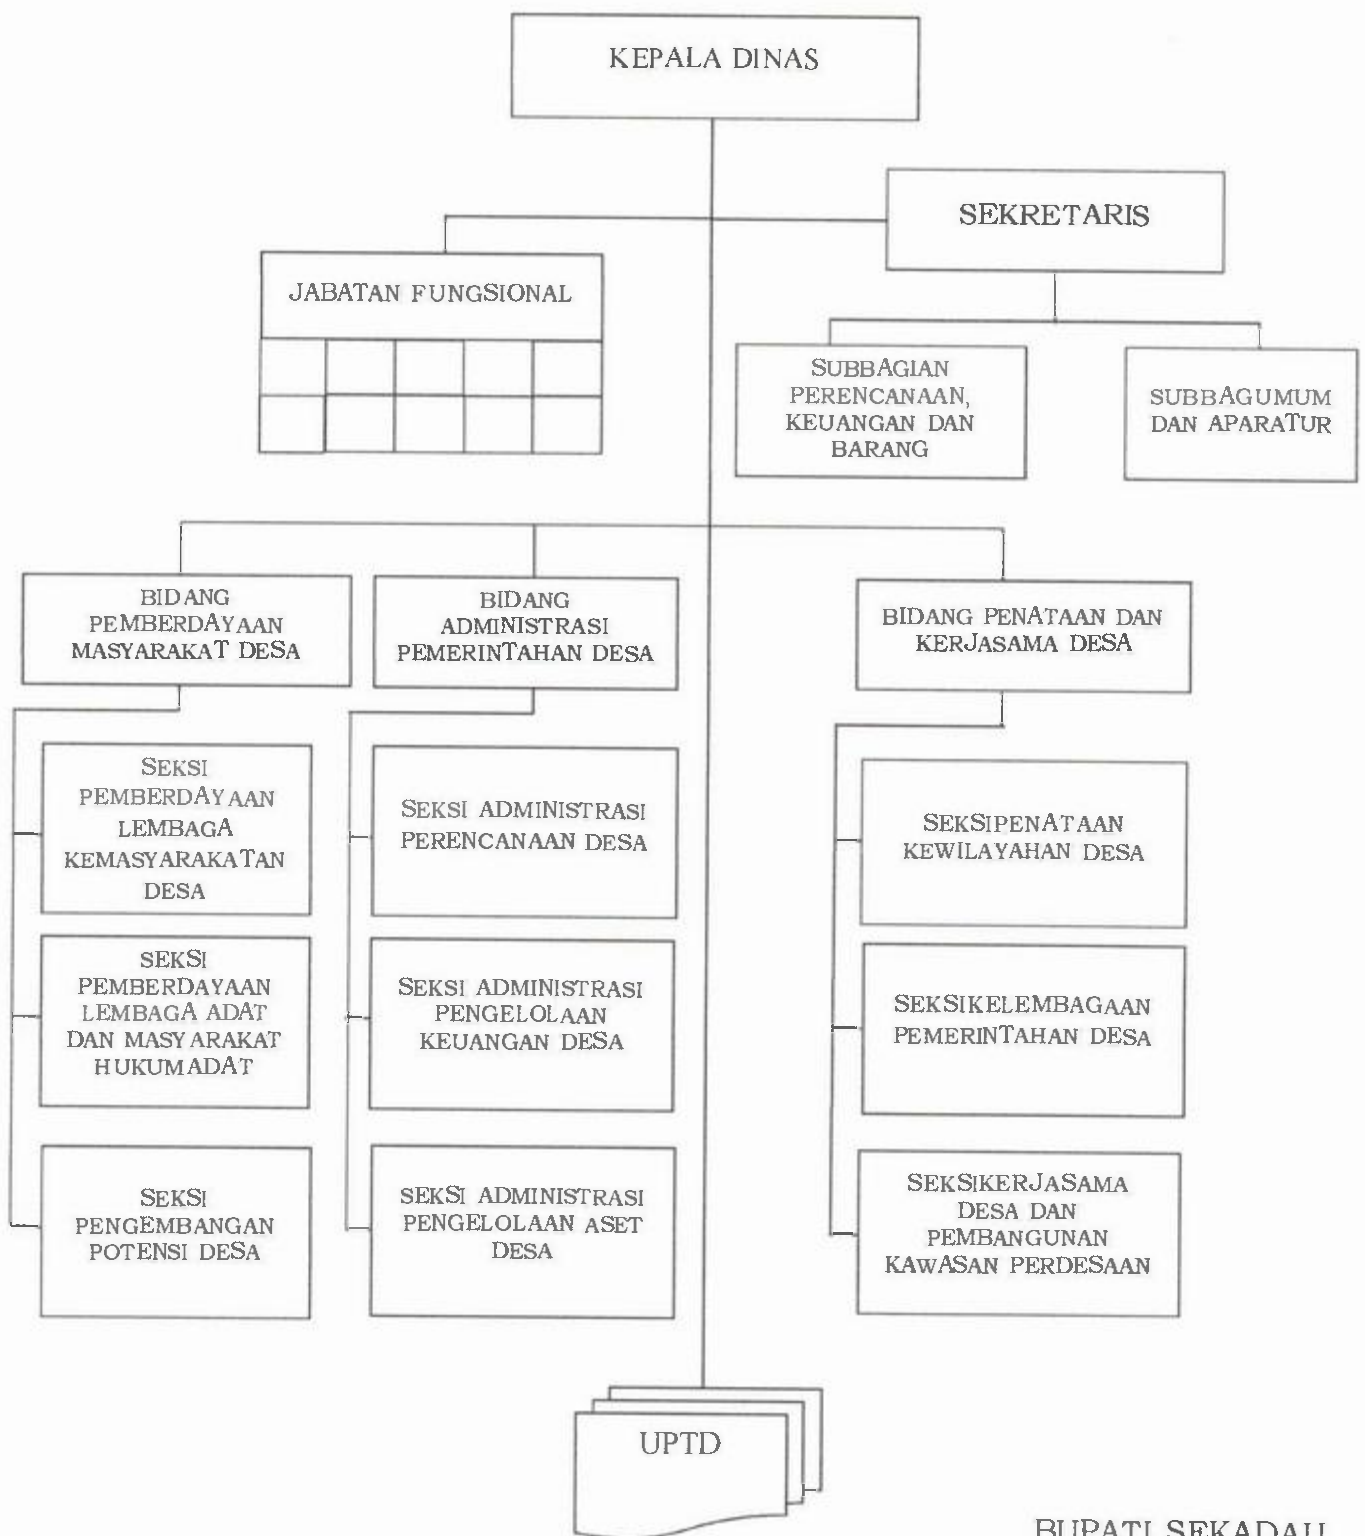 KEPALA DINAS
SEKRETARIS
JABATAN FUNGSIONAL
SUBBAGIAN
PERENCANAAN,
KEUANGAN DAN
BARANG
SUBBAGUMUM
DAN APARATUR
BIDANG
PEMBERDAYAAN
MASYARAKAT DESA
BIDANG
ADMINISTRASI
PEMERINTAHAN DESA
BIDANG PENATAAN DAN
KERJASAMA DESA
SEKSI
PEMBERDAYAAN
LEMBAGA
KEMASYARAKATAN
DESA
SEKSI ADMINISTRASI
PERENCANAAN DESA
SEKSIPENATAAN
KEWILAYAHAN DESA
SEKSI
PEMBERDAYAAN
LEMBAGA ADAT
DAN MASYARAKAT
HUKUMADAT
SEKSI ADMINISTRASI
PENGELOLAAN
KEUANGAN DESA
SEKSIKELEMBAGAAN
PEMERINTAHAN DESA
SEKSI
PENGEMBANGAN
POTENSI DESA
SEKSI ADMINISTRASI
PENGELOLAAN ASET
DESA
SEKSIKERJASAMA
DESA DAN
PEMBANGUNAN
KAWASAN PERDESAAN
UPTD
BUPATI SEKADAU